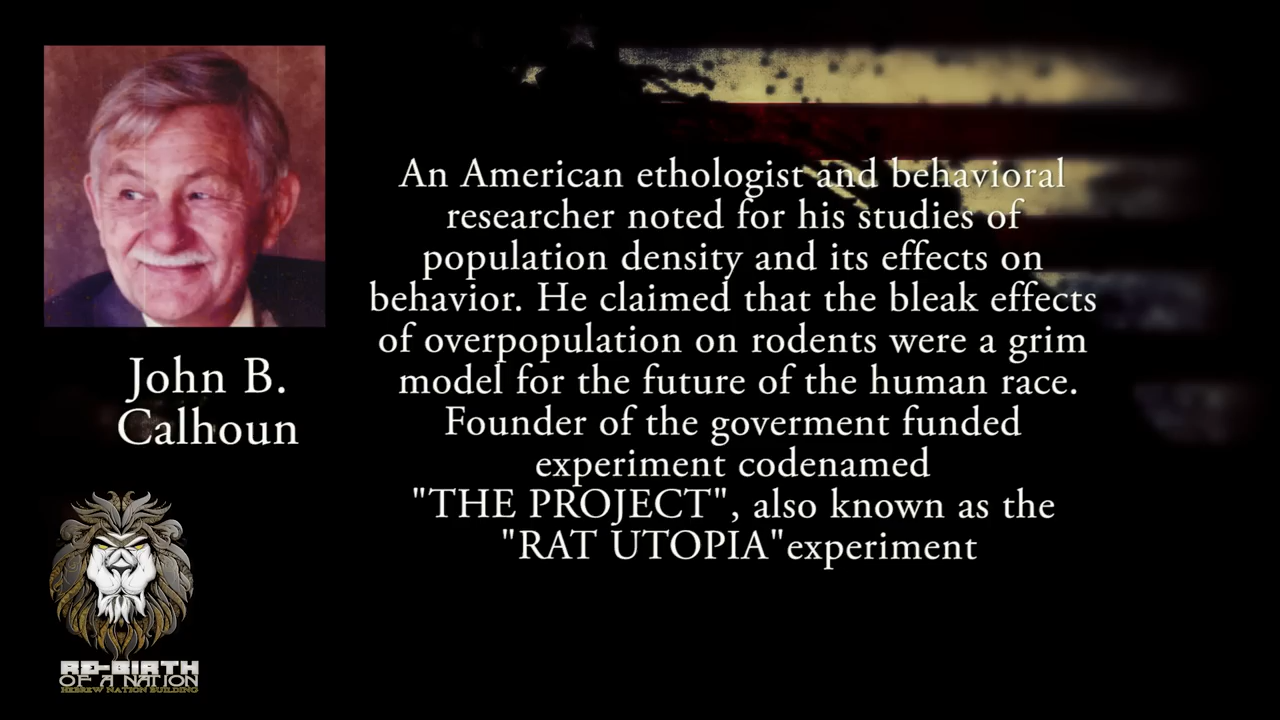 John B.
Calhoun
An American ethologist and behavioral
researcher noted for his studies of
population density and its effects on
behavior. He claimed that the bleak effects
of overpopulation on rodents were a grim
model for the future of the human race.
Founder of the goverment funded
experiment codenamed
"THE PROJECT", also known as the
"RAT UTOPIA"experiment
RE-BIRTH
OF A NATION
HEBREW NATION BUILDING